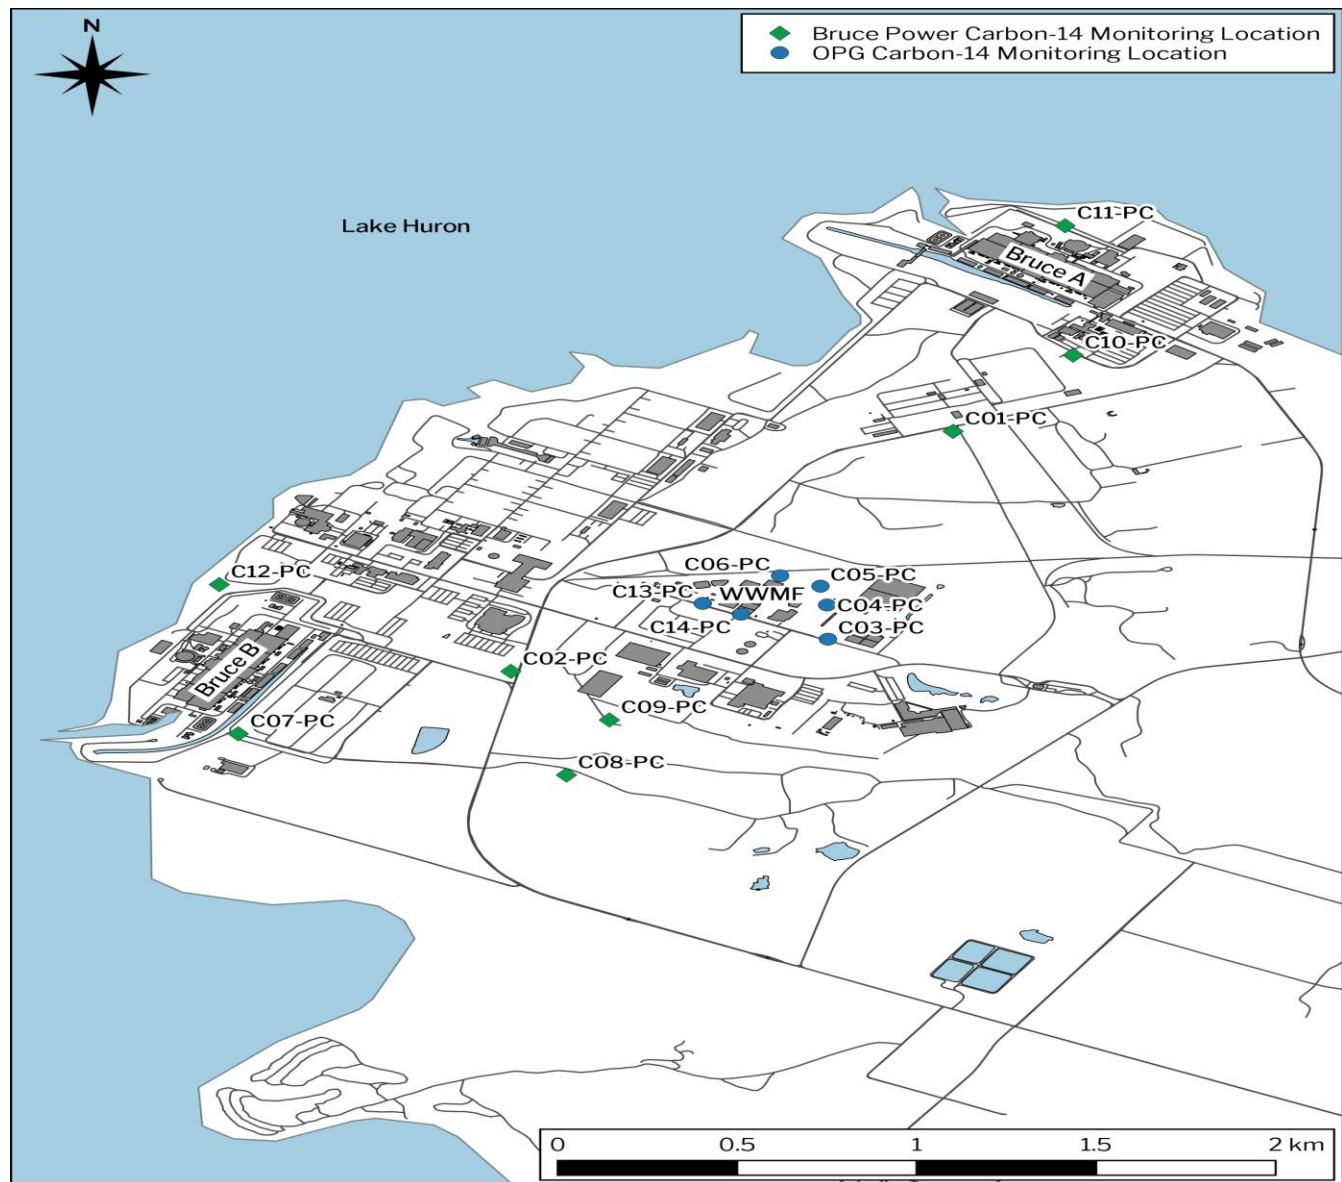 N
Bruce Power Carbon-14 Monitoring Location
OPG Carbon-14 Monitoring Location
Lake Huron
C11-PC
Bruce A
C10-PC
C01-PC
C06-PC
C05-PC
C12-PC
C13-PC
WWMF
C04-PC
C14-PC
C03-PC
C02-PC
Bruce B
C09-PC
C07-PC
C08-PC
0 0.5 1 1.5 2 km